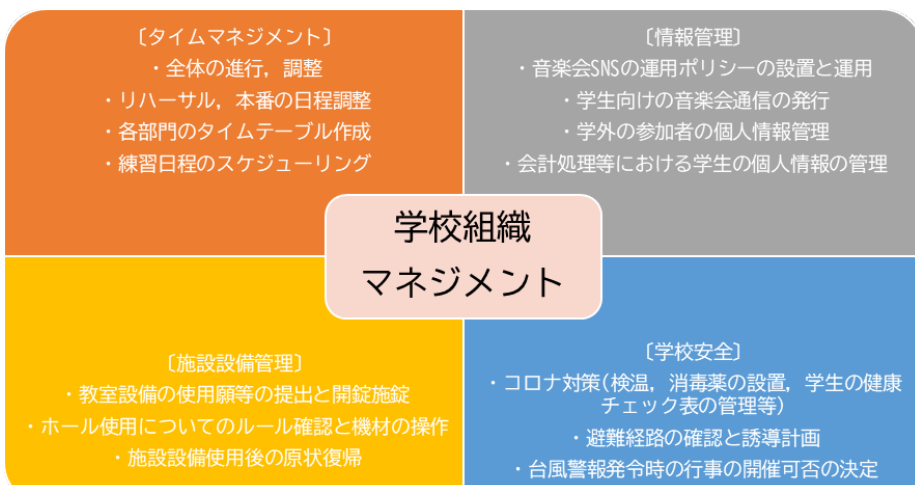 〔タイムマネジメント〕
・全体の進行，調整
・リハーサル，本番の日程調整
・各部門のタイムテーブル作成
・練習日程のスケジューリング
〔情報管理〕
・音楽会SNSの運用ポリシーの設置と運用
・学生向けの音楽会通信の発行
・学外の参加者の個人情報管理
・会計処理等における学生の個人情報の管理
学校組織
マネジメント
〔施設設備管理〕
・教室設備の使用願等の提出と開錠施錠
・ホール使用についてのルール確認と機材の操作
・施設設備使用後の原状復帰
〔学校安全〕
・コロナ対策(検温，消毒薬の設置，学生の健康
チェック表の管理等)
・避難経路の確認と誘導計画
・台風警報発令時の行事の開催可否の決定